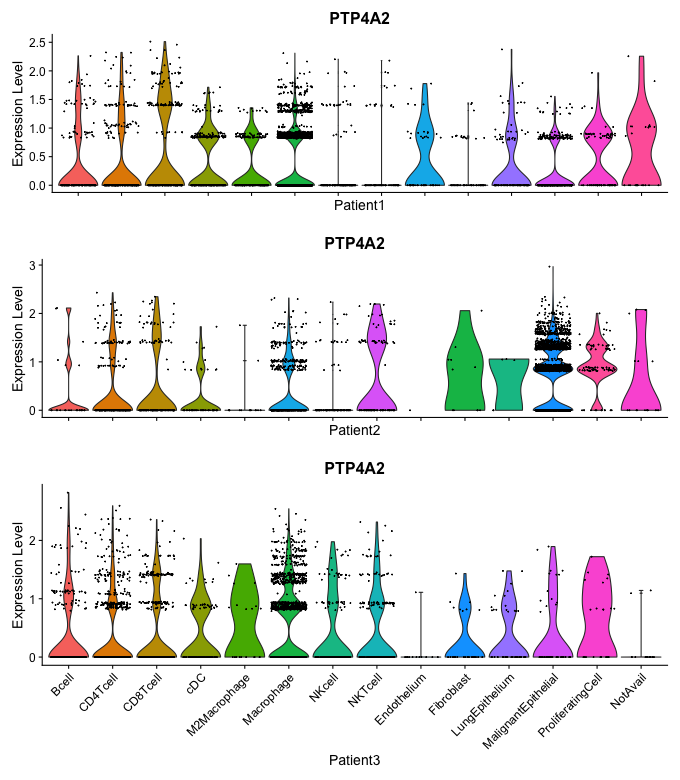 PTP4A2
Expression Level
2.5
2.0
1.5
1.0
0.5
0.0
Patient1
PTP4A2
Expression Level
3
2
1
0
Patient2
PTP4A2
Expression Level
2
1
0
Bcell
CD4Tcell
CD8Tcell
cDC
M2Macrophage
Macrophage
NKcell
NKTcell
Endothelium
Fibroblast
LungEpithelium
MalignantEpithelial
ProliferatingCell
NotAvail
Patient3